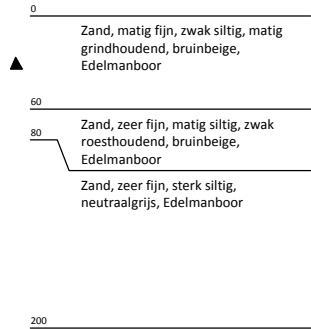 0
Zand, matig fijn, zwak siltig, matig
grindhoudend, bruinbeige,
Edelmanboor
60
Zand, zeer fijn, matig siltig, zwak
roesthoudend, bruinbeige,
Edelmanboor
80
Zand, zeer fijn, sterk siltig,
neutraalgrijs, Edelmanboor
200